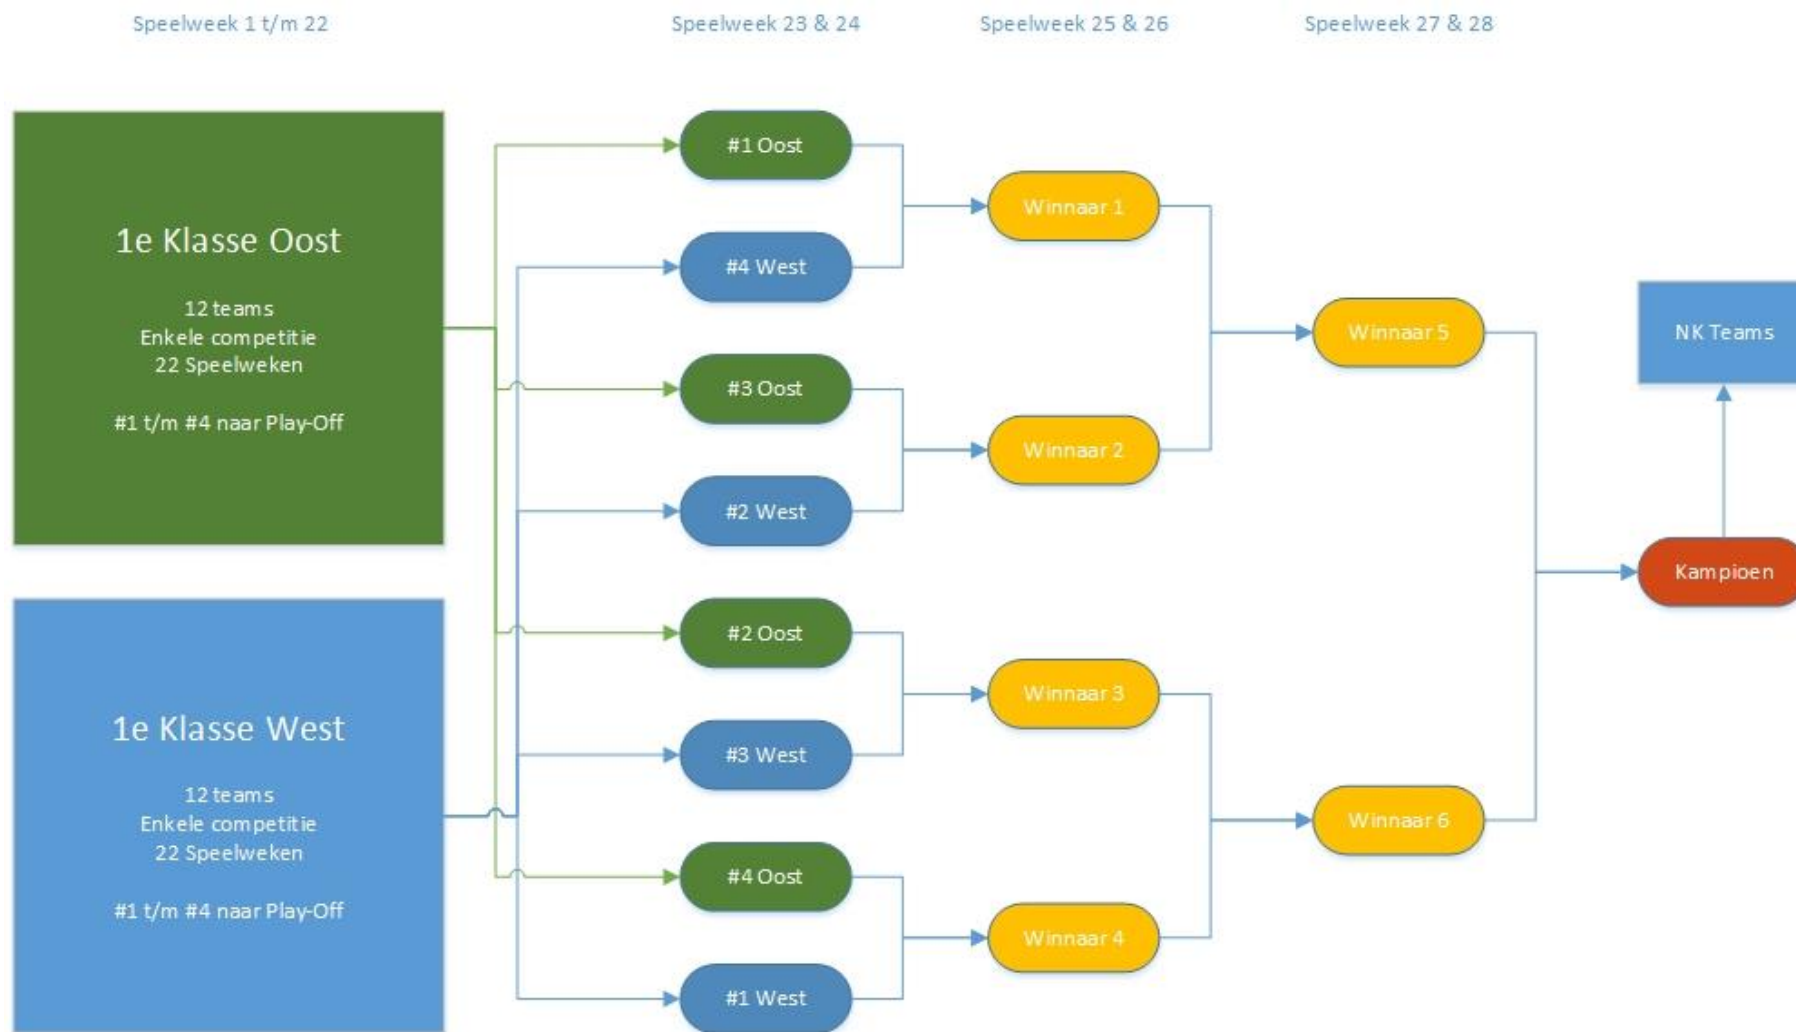 Speelweek 1 t/m 22
Speelweek 23 & 24
Speelweek 25 & 26
Speelweek 27 & 28
1e Klasse Oost
12 teams
Enkele competitie
22 Speelweken
#1 t/m #4 naar Play-Off
1e Klasse West
12 teams
Enkele competitie
22 Speelweken
#1 t/m #4 naar Play-Off
#1 Oost
#4 West
#3 Oost
#2 West
#2 Oost
#3 West
#4 Oost
#1 West
Winnaar 1
Winnaar 2
Winnaar 3
Winnaar 4
Winnaar 5
Winnaar 6
NK Teams
Kampioen